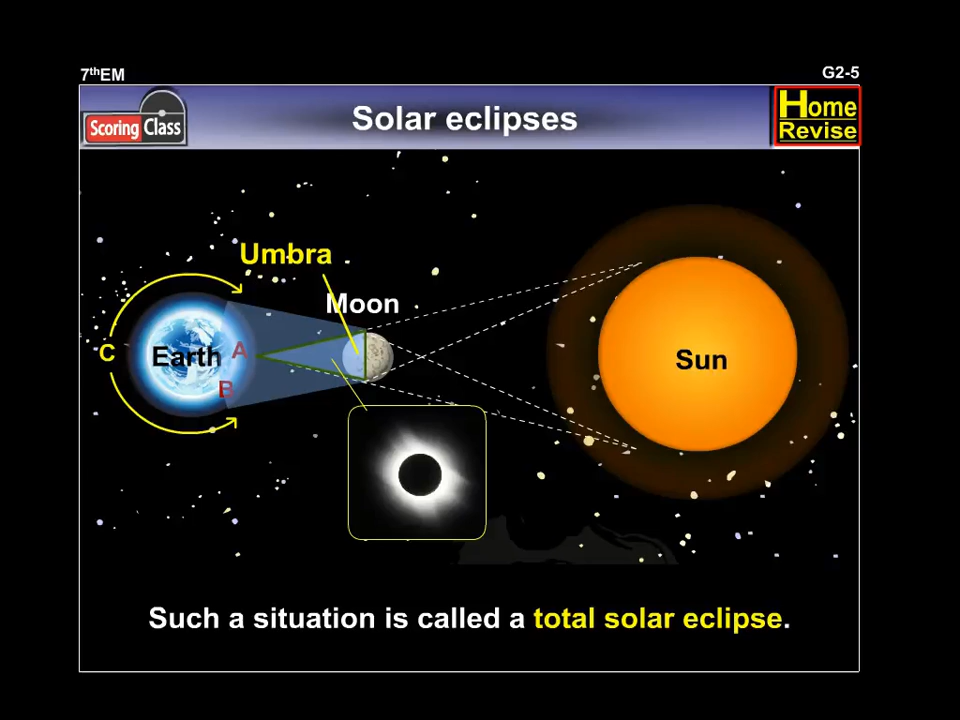 7thEM
G2-5
Scoring Class
Solar eclipses
Home
Revise
Umbra
Moon
C
Earth
A
B
Sun
Such a situation is called a total solar eclipse.